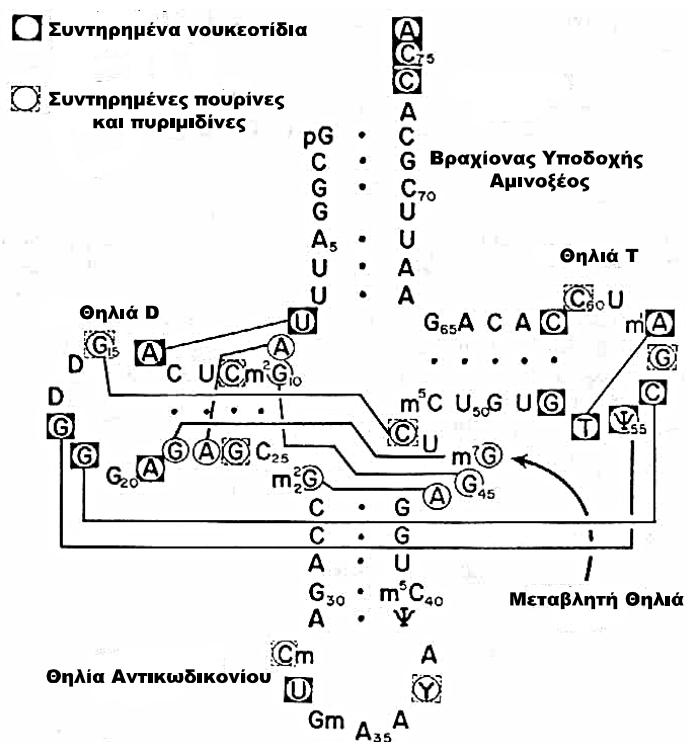 Συντηρημένα νουκεοτίδια
Συντηρημένες πουρίνες
και πυριμιδίνες
A
C75
C
A
pG · C
C · G
G · C70
G · U
A5 · U
U · A
U · A
Βραχίονας Υποδοχής
Αμινοξέος
Θηλιά D
Θηλιά T
U
A
G15
D
D
G
G
G20
A
G
A
G
C25
A
C U C m2G10
· · · ·
G65 A C A C
C60 U
m1A
G
C
Ψ55
T
· · · · ·
m5C U50 G U G
C
U
m7G
G45
A
m22G
C · G
C · G
A · U
G30 · m5C40
A · Ψ
Μεταβλητή Θηλιά
Cm
A
Θηλία Αντικωδικονίου
U
Y
Gm
A35
A